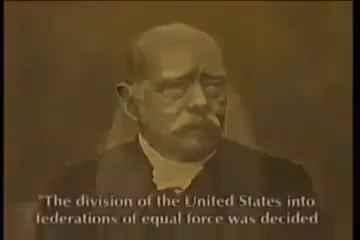 "The division of the United States into
federations of equal force was decided